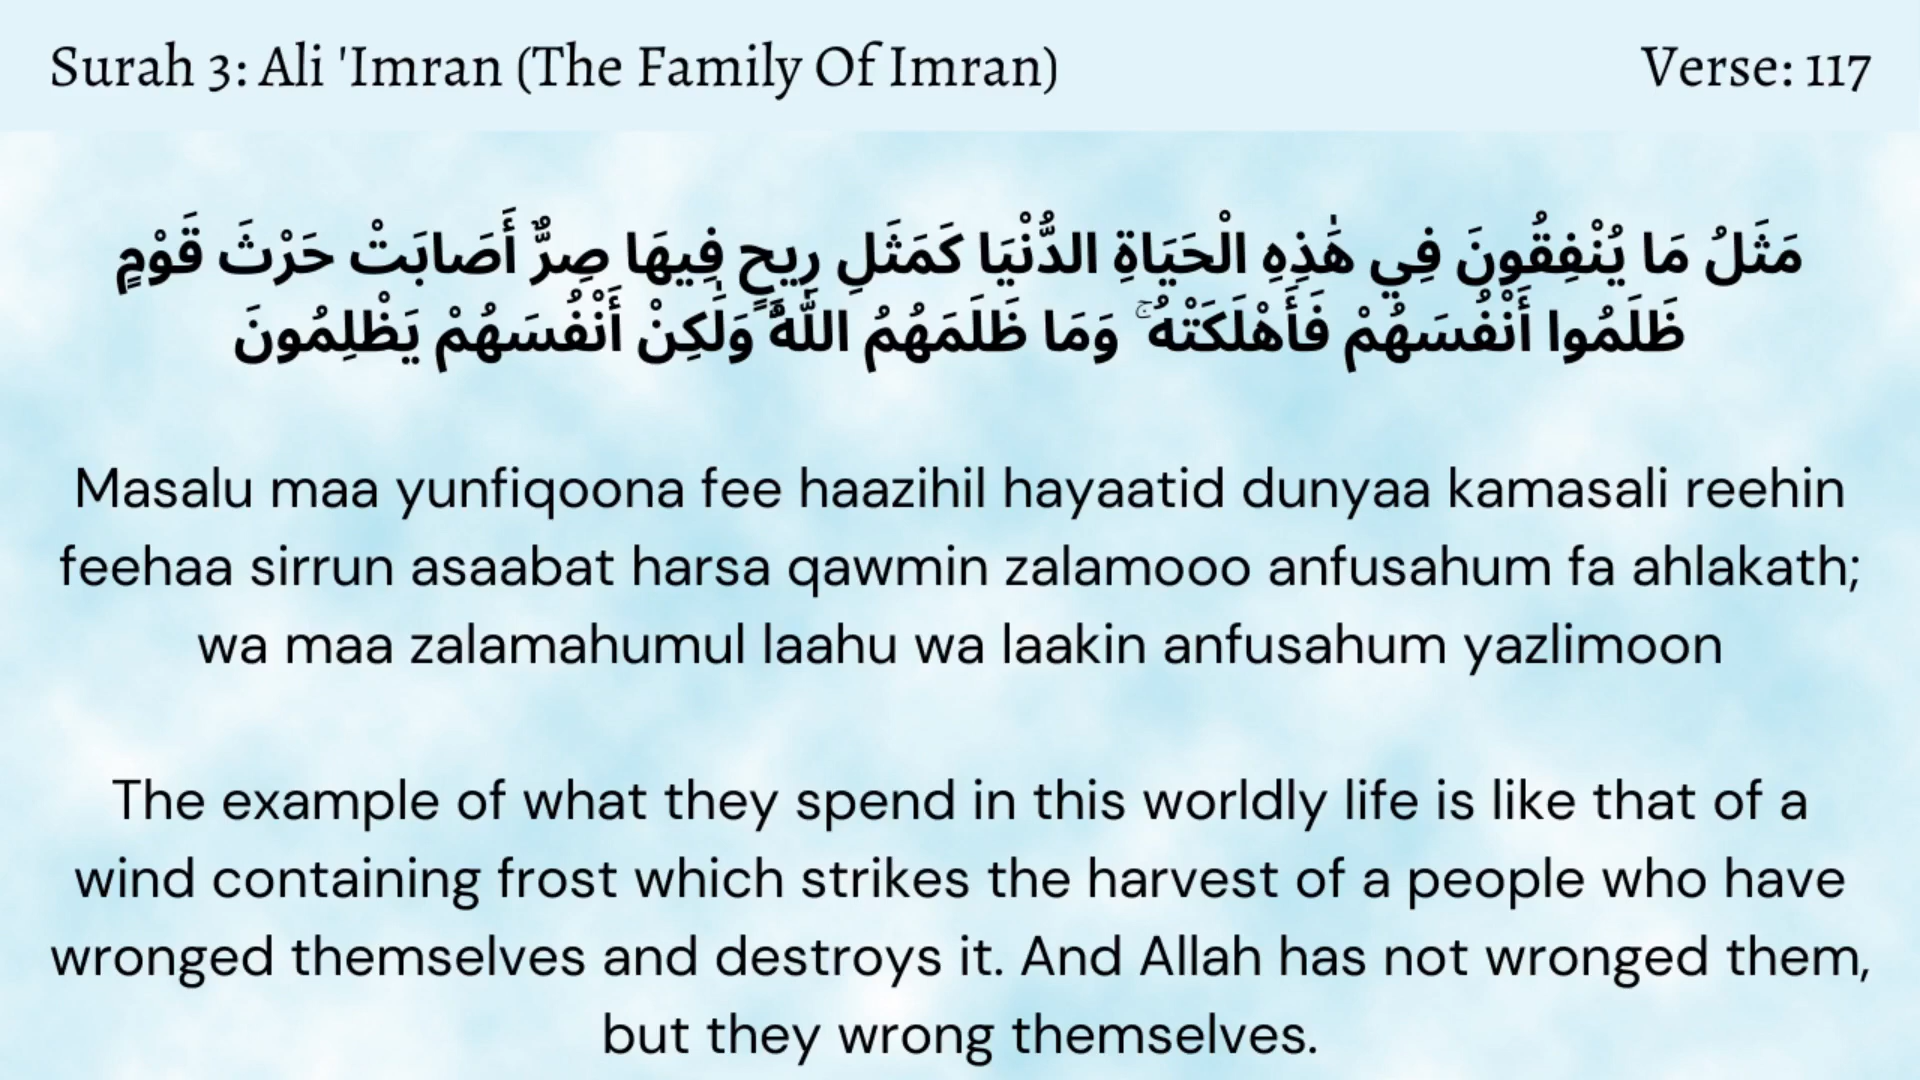 Surah 3: Ali 'Imran (The Family Of Imran)
Verse: 117
مَثَلُ مَا يُنْفِقُونَ فِي هَٰذِهِ الْحَيَاةِ الدُّنْيَا كَمَثَلِ رِيحٍ فِيهَا صِرٌّ أَصَابَتْ حَرْثَ قَوْمٍ
ظَلَمُوا أَنْفُسَهُمْ فَأَهْلَكَتْهُ ۚ وَمَا ظَلَمَهُمُ اللَّهُ وَلَٰكِنْ أَنْفُسَهُمْ يَظْلِمُونَ
Masalu maa yunfiqoona fee haazihil hayaatid dunyaa kamasali reehin
feehaa sirrun asaabat harsa qawmin zalamooo anfusahum fa ahlakath;
wa maa zalamahumul laahu wa laakin anfusahum yazlimoon
The example of what they spend in this worldly life is like that of a
wind containing frost which strikes the harvest of a people who have
wronged themselves and destroys it. And Allah has not wronged them,
but they wrong themselves.